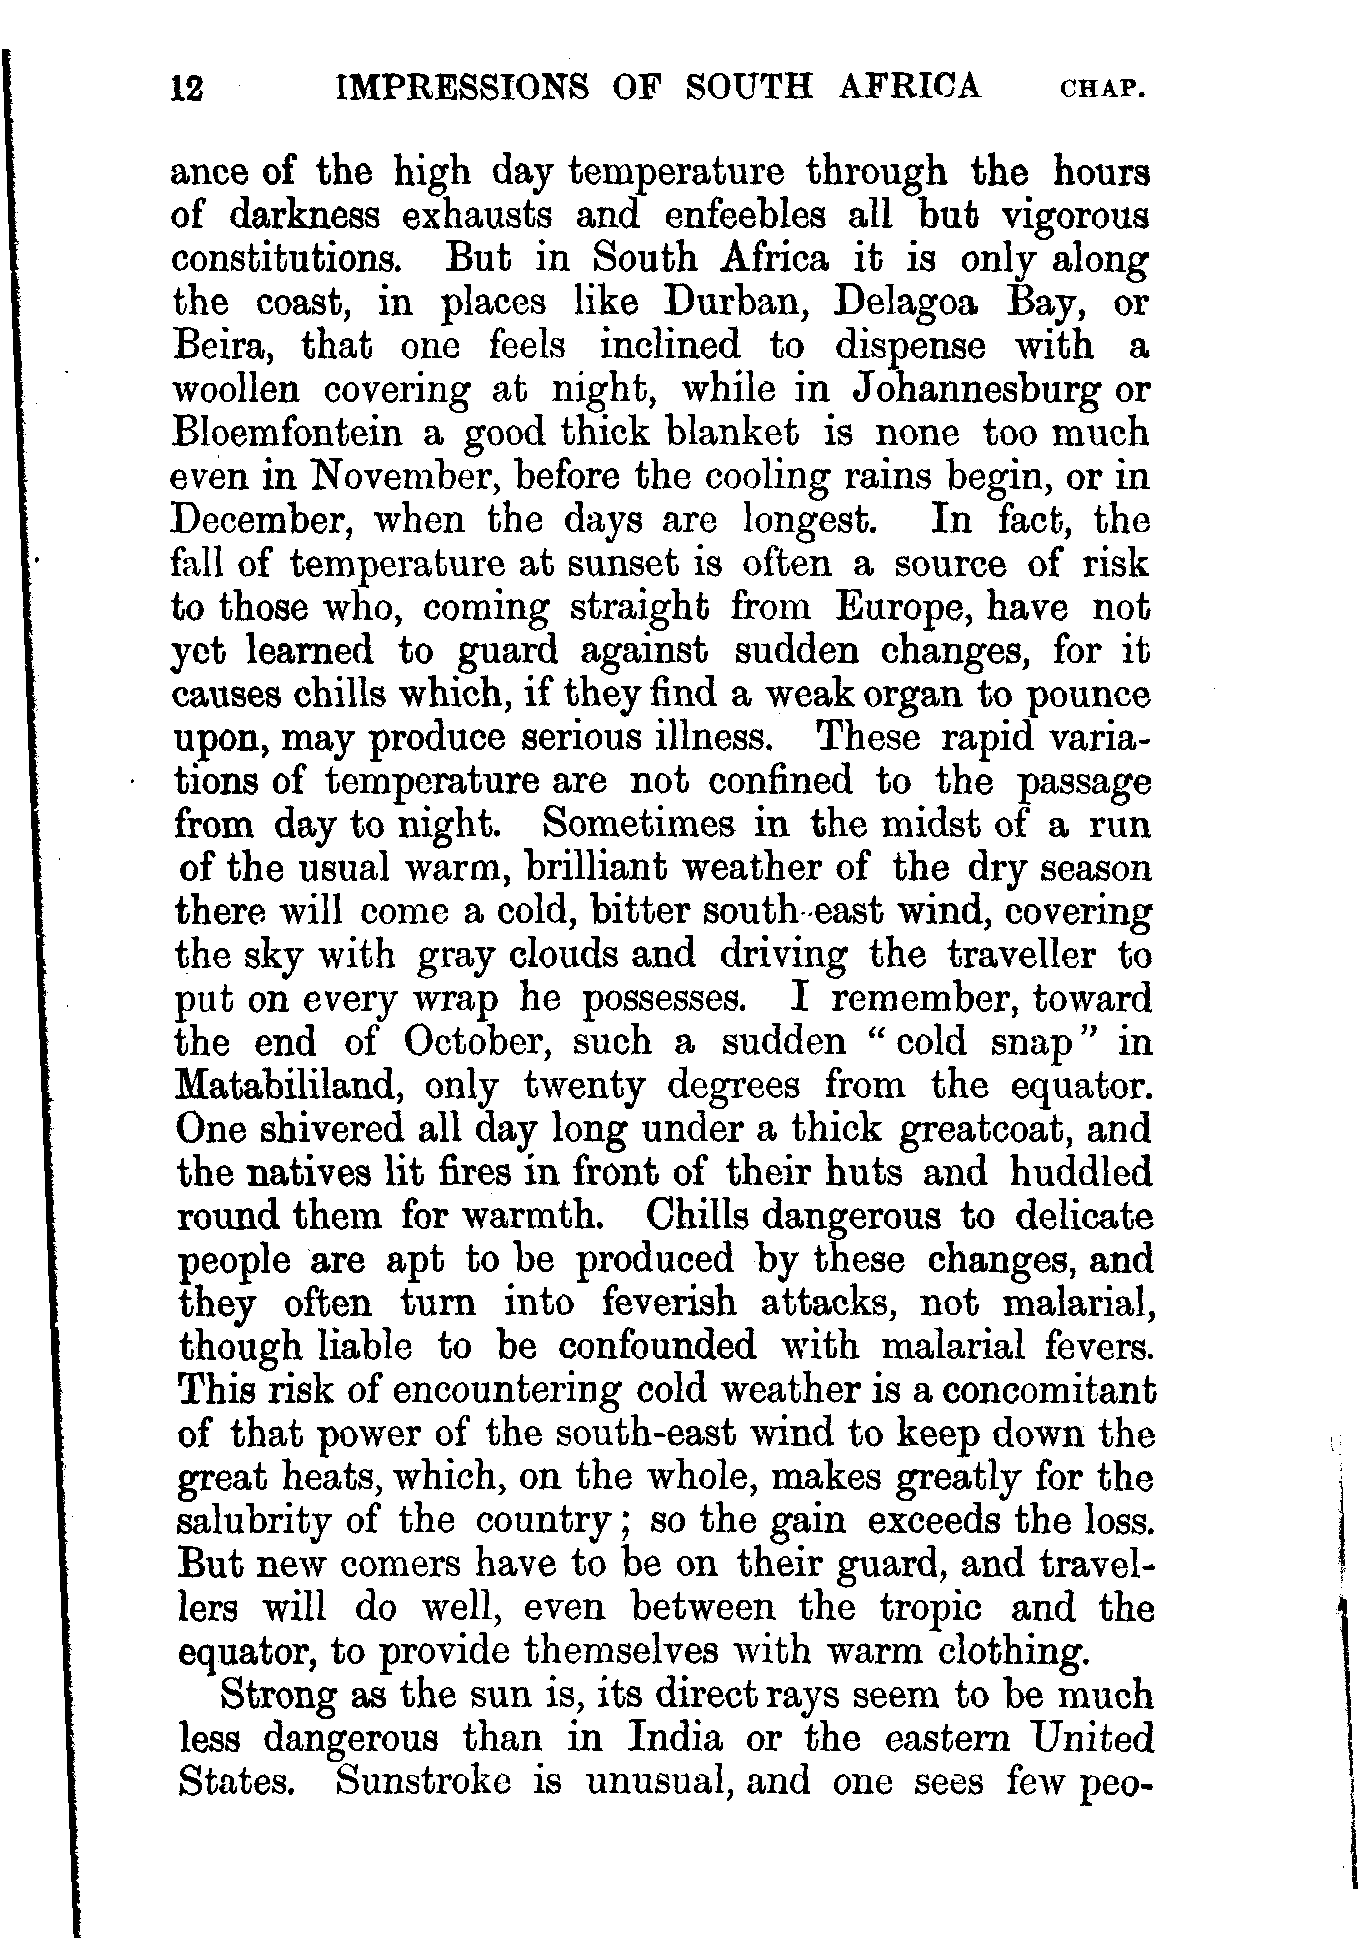 12 IMPRESSIONS OF SOUTH AFRICA CHAP.
ance of the high day temperature through the hours
of darkness exhausts and enfeebles all but vigorous
constitutions. But in South Africa it is only along
the coast, in places like Durban, Delagoa Bay, or
Beira, that one feels inclined to dispense with a
woollen covering at night, while in Johannesburg or
Bloemfontein a good thick blanket is none too much
even in November, before the cooling rains begin, or in
December, when the days are longest. In fact, the
fall of temperature at sunset is often a source of risk
to those who, coming straight from Europe, have not
yet learned to guard against sudden changes, for it
causes chills which, if they find a weak organ to pounce
upon, may produce serious illness. These rapid varia-
tions of temperature are not confined to the passage
from day to night. Sometimes in the midst of a run
of the usual warm, brilliant weather of the dry season
there will come a cold, bitter south-east wind, covering
the sky with gray clouds and driving the traveller to
put on every wrap he possesses. I remember, toward
the end of October, such a sudden “cold snap” in
Matabililand, only twenty degrees from the equator.
One shivered all day long under a thick greatcoat, and
the natives lit fires in front of their huts and huddled
round them for warmth. Chills dangerous to delicate
people are apt to be produced by these changes, and
they often turn into feverish attacks, not malarial,
though liable to be confounded with malarial fevers.
This risk of encountering cold weather is a concomitant
of that power of the south-east wind to keep down the
great heats, which, on the whole, makes greatly for the
salubrity of the country; so the gain exceeds the loss.
But new comers have to be on their guard, and travel-
lers will do well, even between the tropic and the
equator, to provide themselves with warm clothing.
Strong as the sun is, its direct rays seem to be much
less dangerous than in India or the eastern United
States. Sunstroke is unusual, and one sees few peo-